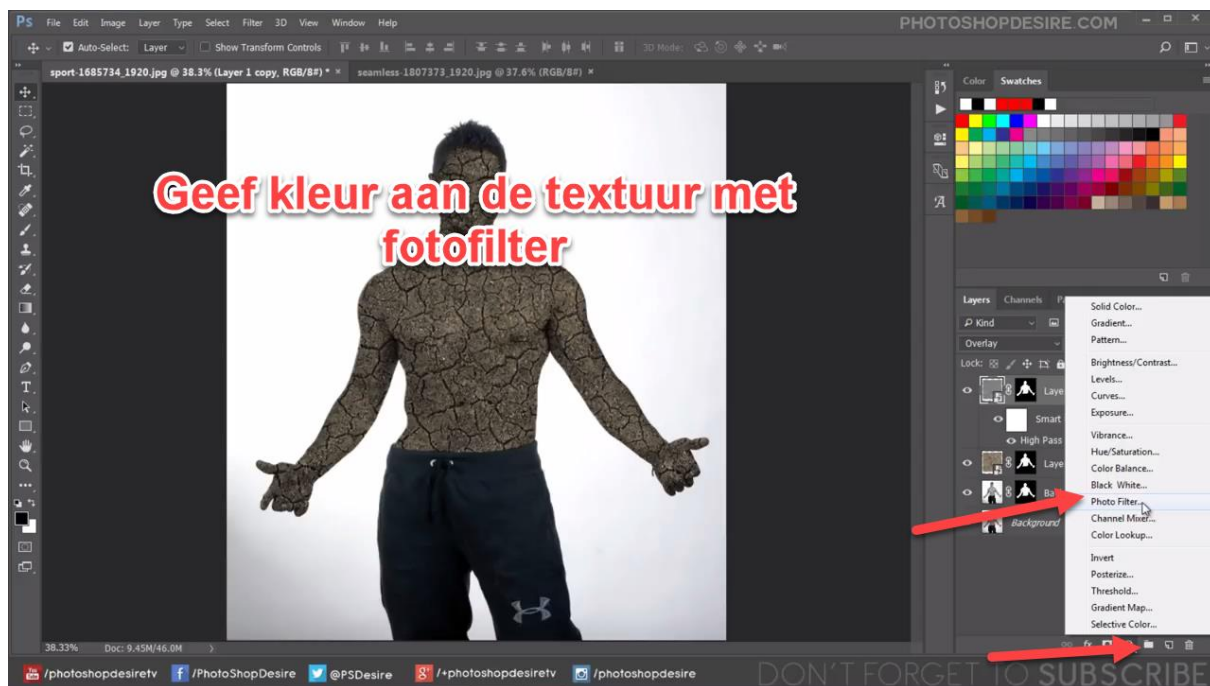 PS File Edit Image Layer Type Select Filter 3D View Window Help
PHOTOSHOPDESIRE.COM
Auto-Select: Layer Show Transform Controls 3D Mode:
sport-1685734_1920.jpg @ 38.3% (Layer 1 copy, RGB/8#) * × seamless-1807373_1920.jpg @ 37.6% (RGB/8#) ×
Color Swatches
Geef kleur aan de textuur met
fotofilter
Layers Channels
Kind
Overlay
Lock:
Smart
High Pass
Background
Solid Color...
Gradient...
Pattern...
Brightness/Contrast...
Levels...
Curves...
Exposure...
Vibrance...
Hue/Saturation...
Color Balance...
Black White...
Photo Filter...
Channel Mixer...
Color Lookup...
Invert
Posterize...
Threshold...
Gradient Map...
Selective Color...
38.33% Doc: 9.45M/46.0M
/photoshopdesiretv /PhotoShopDesire @PSDesire /+photoshopdesiretv /photoshopdesire
DON'T FORGET TO SUBSCRIBE